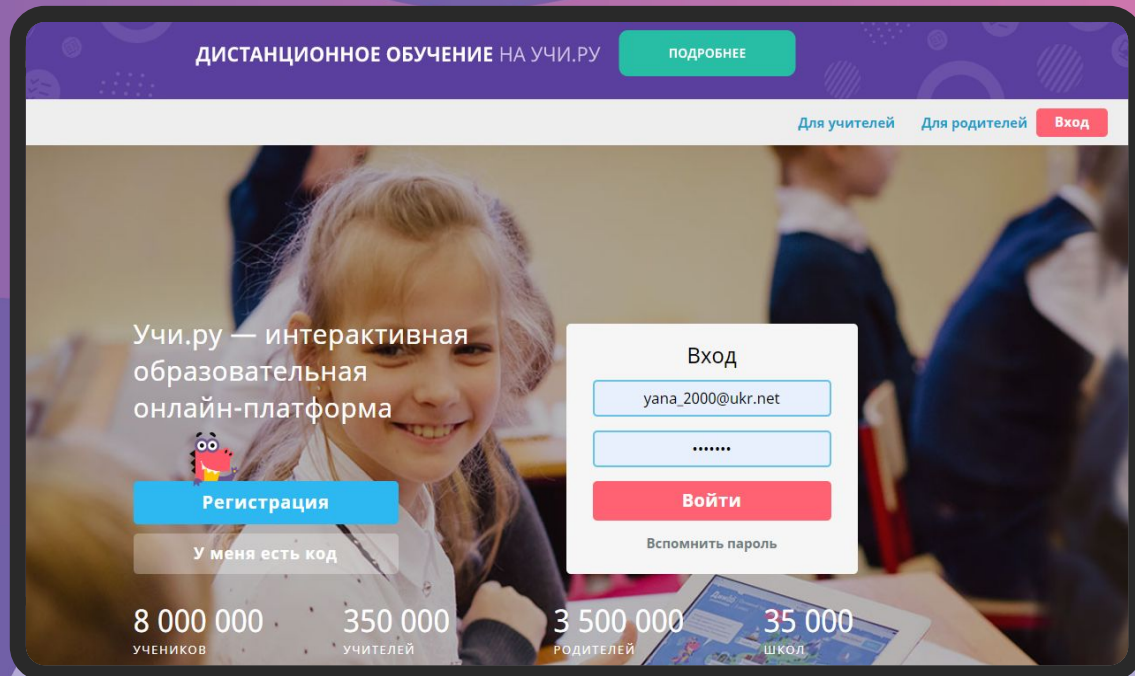 ДИСТАНЦИОННОЕ ОБУЧЕНИЕ НА УЧИ.РУ
ПОДРОБНЕЕ
Для учителей
Для родителей
Вход
Учи.ру — интерактивная
образовательная
онлайн-платформа
Регистрация
У меня есть код
Вход
yana_2000@ukr.net
•••••••
Войти
Вспомнить пароль
8 000 000
УЧЕНИКОВ
350 000
УЧИТЕЛЕЙ
3 500 000
РОДИТЕЛЕЙ
35 000
ШКОЛ